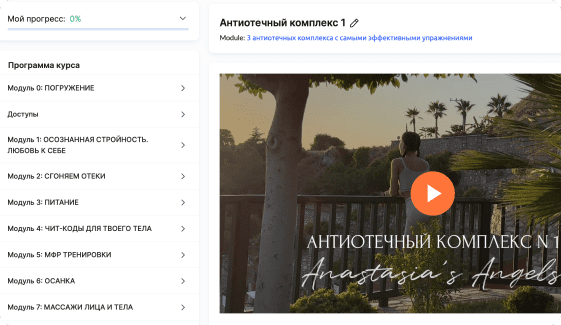 Мой прогресс: 0%
Программа курса
Модуль 0: ПОГРУЖЕНИЕ
Доступы
Модуль 1: ОСОЗНАННАЯ СТРОЙНОСТЬ.
ЛЮБОВЬ К СЕБЕ
Модуль 2: СГОНЯЕМ ОТЕКИ
Модуль 3: ПИТАНИЕ
Модуль 4: ЧИТ-КОДЫ ДЛЯ ТВОЕГО ТЕЛА
Модуль 5: МФР ТРЕНИРОВКИ
Модуль 6: ОСАНКА
Модуль 7: МАССАЖИ ЛИЦА И ТЕЛА
Антиотечный комплекс 1
Module: 3 антиотечных комплекса с самыми эффективными упражнениями
АНТИОТЕЧНЫЙ КОМПЛЕКС N 1
Anastasia's Angels